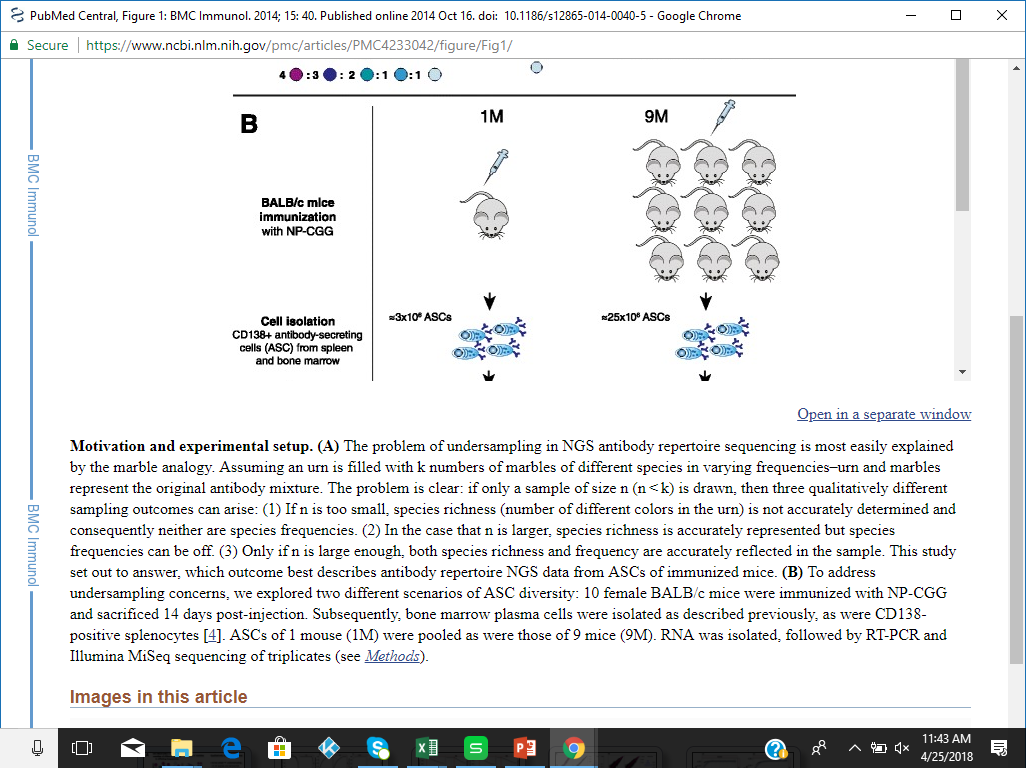 PubMed Central, Figure 1: BMC Immunol. 2014; 15: 40. Published online 2014 Oct 16. doi: 10.1186/s12865-014-0040-5 - Google Chrome
Secure https://www.ncbi.nlm.nih.gov/pmc/articles/PMC4233042/figure/Fig1/
4 :3 : 2 :1 :1
B
1M
9M
BALB/c mice
immunization
with NP-CGG
Cell isolation
CD138+ antibody-secreting
cells (ASC) from spleen
and bone marrow
≈3x10⁶ ASCs
≈25x10⁶ ASCs
BMC Immunol
BMC Immunol
Open in a separate window
Motivation and experimental setup. (A) The problem of undersampling in NGS antibody repertoire sequencing is most easily explained
by the marble analogy. Assuming an urn is filled with k numbers of marbles of different species in varying frequencies–urn and marbles
represent the original antibody mixture. The problem is clear: if only a sample of size n (n < k) is drawn, then three qualitatively different
sampling outcomes can arise: (1) If n is too small, species richness (number of different colors in the urn) is not accurately determined and
consequently neither are species frequencies. (2) In the case that n is larger, species richness is accurately represented but species
frequencies can be off. (3) Only if n is large enough, both species richness and frequency are accurately reflected in the sample. This study
set out to answer, which outcome best describes antibody repertoire NGS data from ASCs of immunized mice. (B) To address
undersampling concerns, we explored two different scenarios of ASC diversity: 10 female BALB/c mice were immunized with NP-CGG
and sacrificed 14 days post-injection. Subsequently, bone marrow plasma cells were isolated as described previously, as were CD138-
positive splenocytes [4]. ASCs of 1 mouse (1M) were pooled as were those of 9 mice (9M). RNA was isolated, followed by RT-PCR and
Illumina MiSeq sequencing of triplicates (see Methods).
Images in this article
11:43 AM
4/25/2018